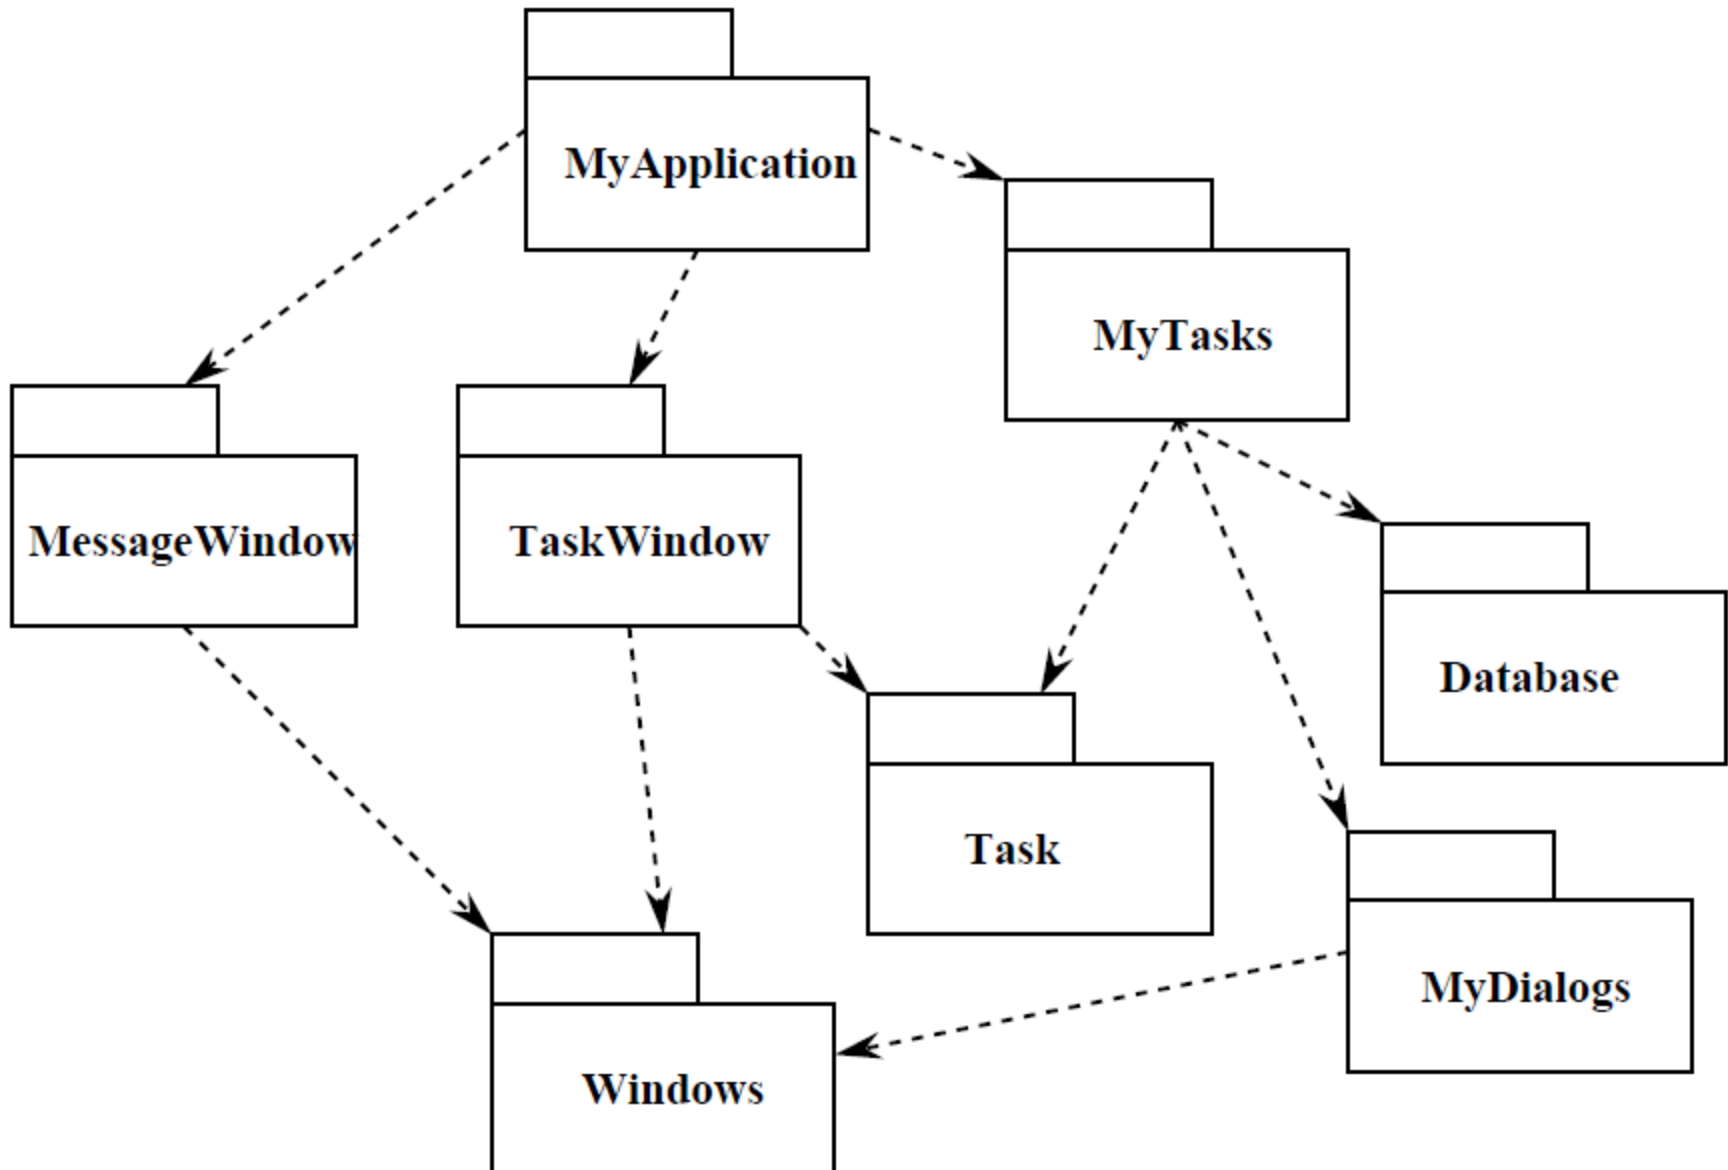 MyApplication
MyTasks
MessageWindow
TaskWindow
Database
Task
MyDialogs
Windows